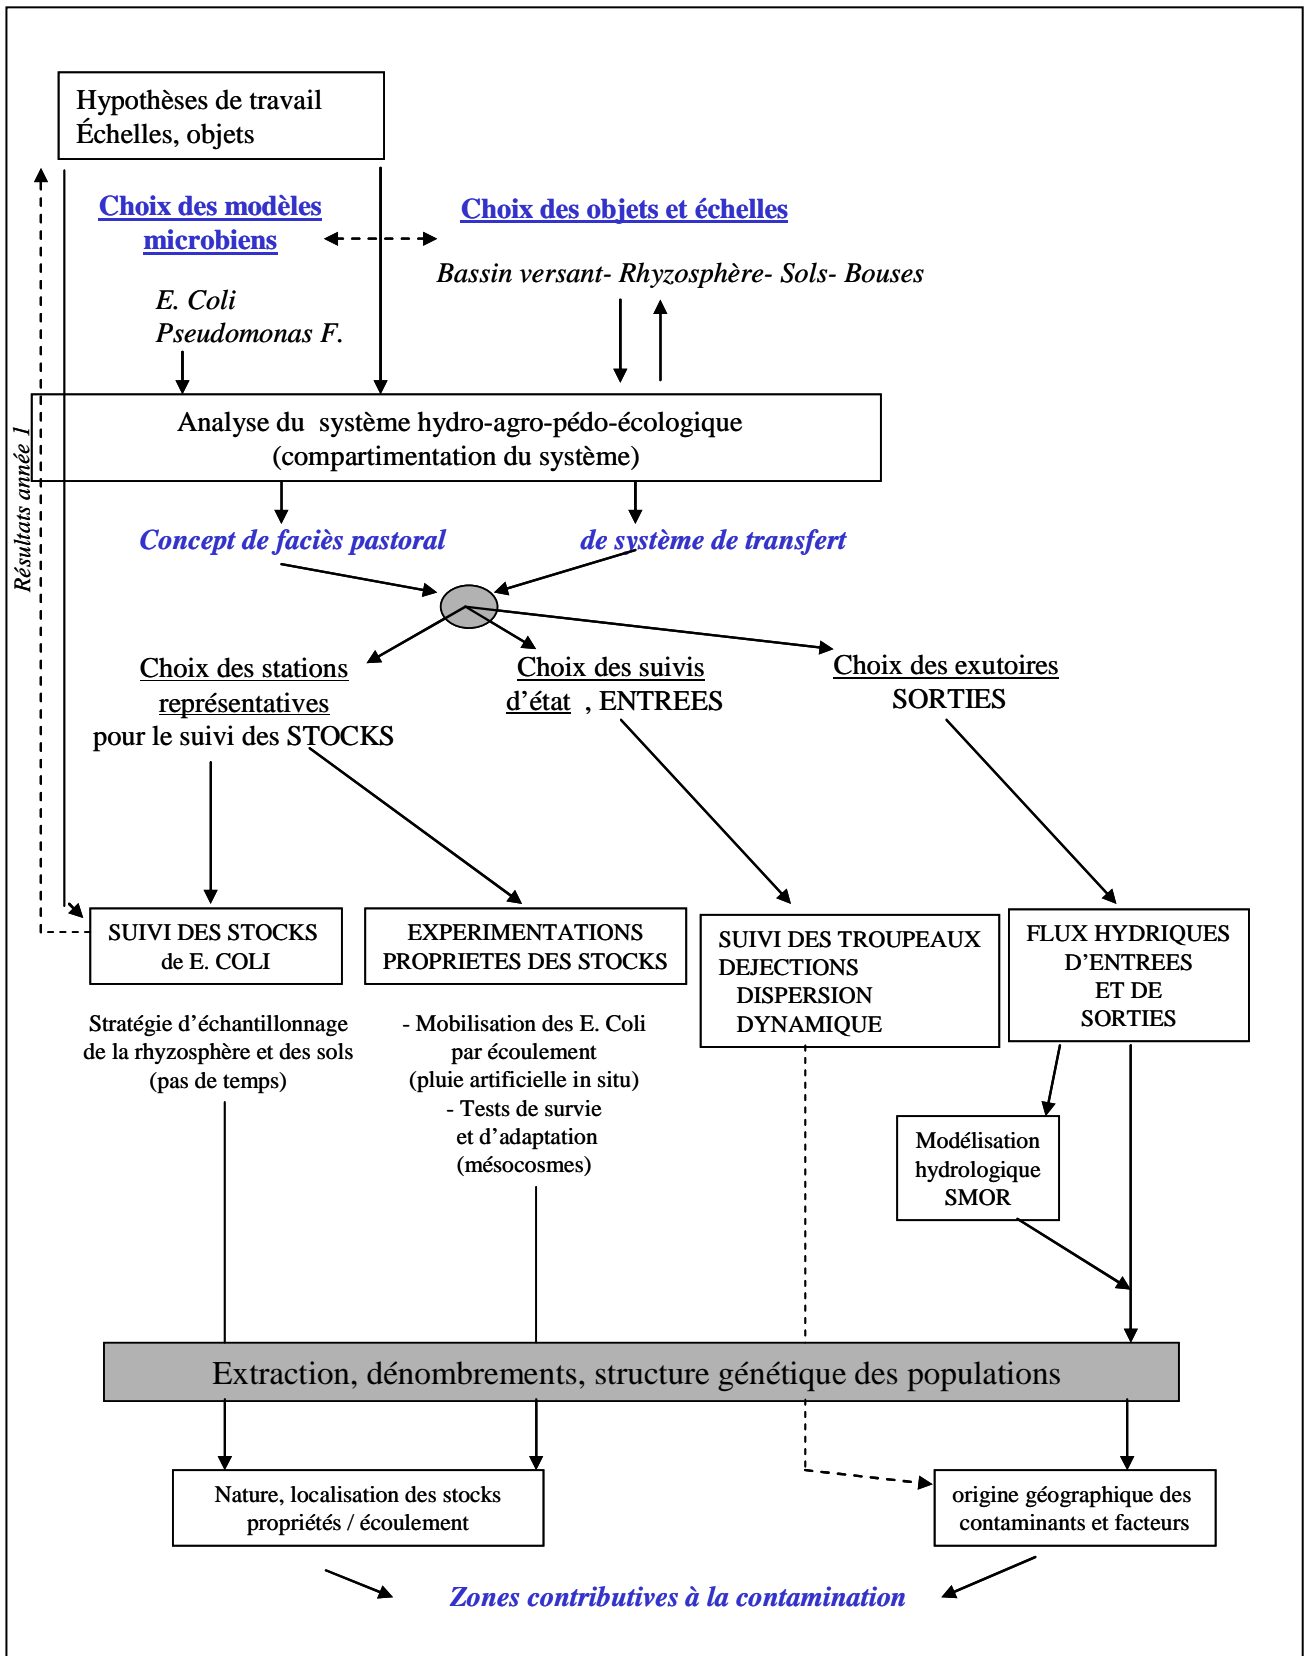 Hypothèses de travail
Échelles, objets
Choix des modèles
microbiens
Choix des objets et échelles
Bassin versant- Rhyzosphère- Sols- Bouses
E. Coli
Pseudomonas F.
Analyse du système hydro-agro-pédo-écologique
(compartimentation du système)
Résultats année 1
Concept de faciès pastoral
de système de transfert
Choix des stations
représentatives
pour le suivi des STOCKS
Choix des suivis
d’état , ENTREES
Choix des exutoires
SORTIES
SUIVI DES STOCKS
de E. COLI
EXPERIMENTATIONS
PROPRIETES DES STOCKS
SUIVI DES TROUPEAUX
DEJECTIONS
DISPERSION
DYNAMIQUE
FLUX HYDRIQUES
D’ENTREES
ET DE
SORTIES
Stratégie d’échantillonnage
de la rhyzosphère et des sols
(pas de temps)
- Mobilisation des E. Coli
par écoulement
(pluie artificielle in situ)
- Tests de survie
et d’adaptation
(mésocosmes)
Modélisation
hydrologique
SMOR
Extraction, dénombrements, structure génétique des populations
Nature, localisation des stocks
propriétés / écoulement
origine géographique des
contaminants et facteurs
Zones contributives à la contamination